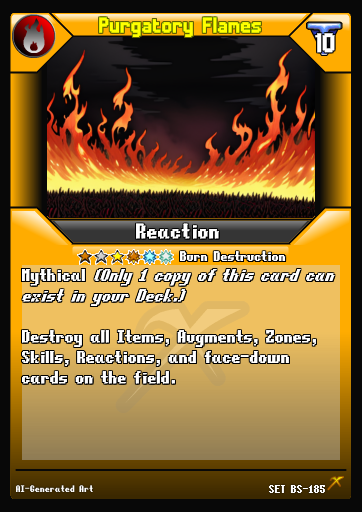 Purgatory Flames
10
Reaction
Burn Destruction
Mythical (Only 1 copy of this card can
exist in your Deck.)
Destroy all Items, Augments, Zones,
Skills, Reactions, and face-down
cards on the field.
AI-Generated Art
SET BS-185